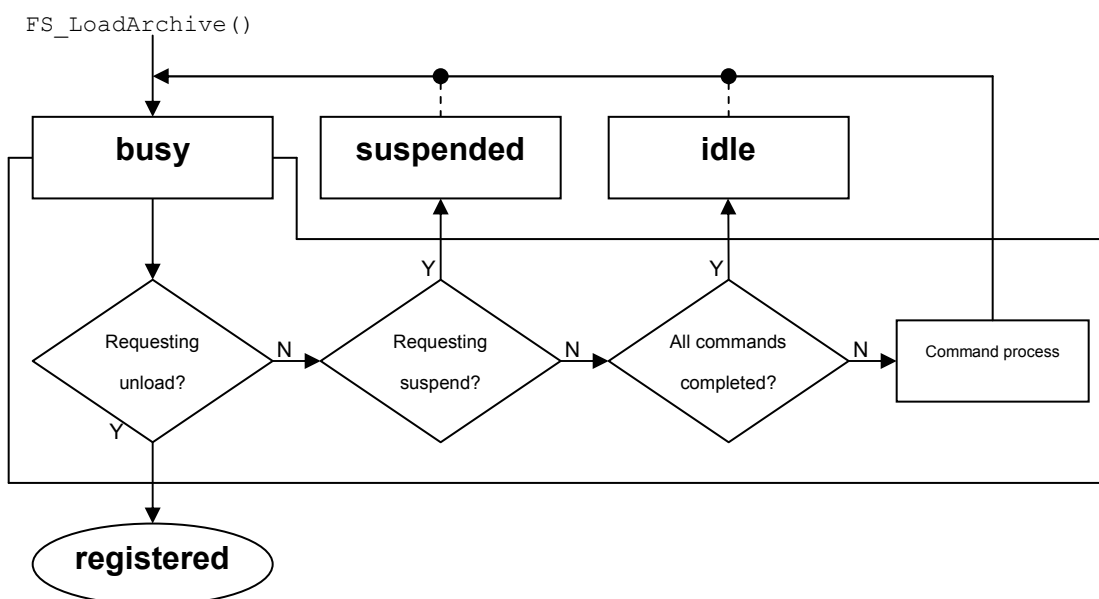 FS_LoadArchive()
busy
suspended
idle
Y
Y
Requesting
unload?
N
Requesting
suspend?
N
All commands
completed?
N
Command process
Y
registered